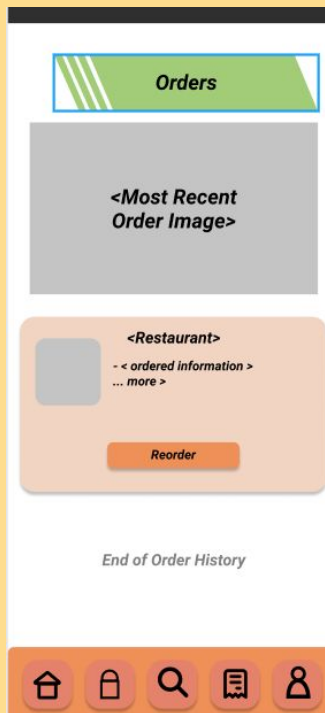 Orders
<Most Recent
Order Image>
<Restaurant>
- < ordered information >
... more >
Reorder
End of Order History